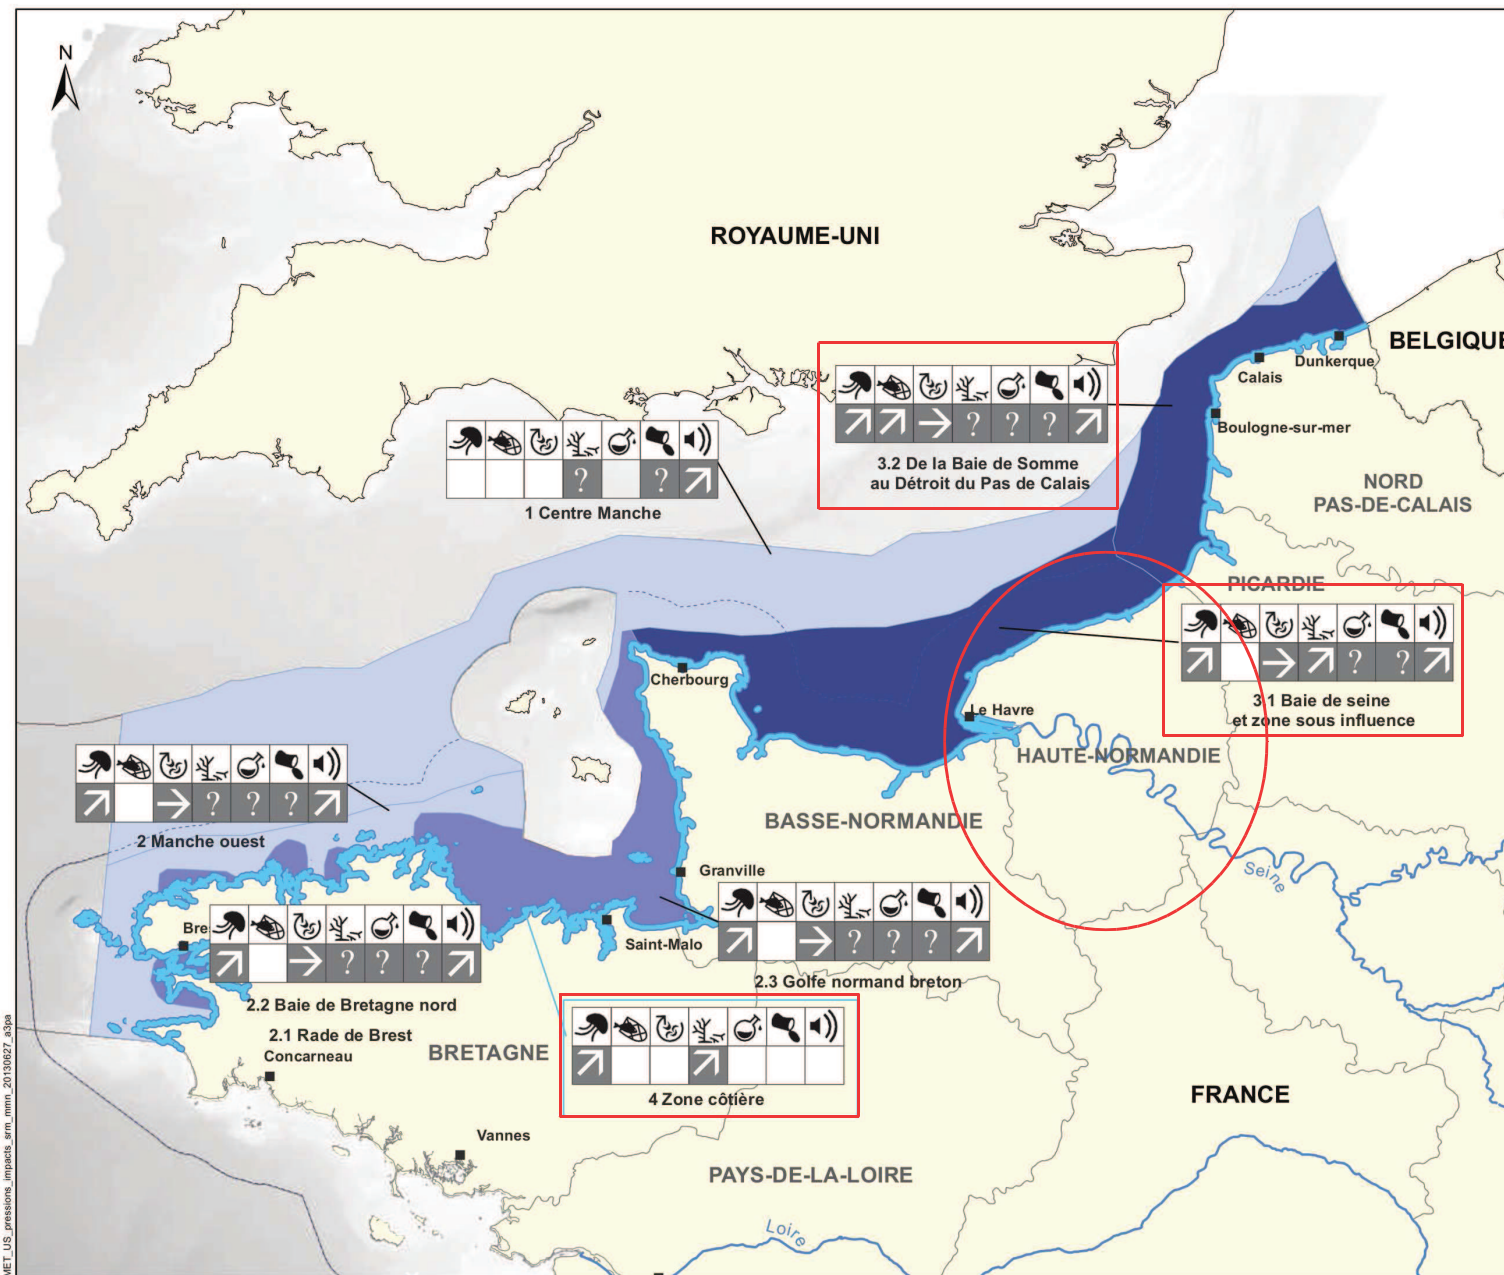 N
ROYAUME-UNI
BELGIQUE
Dunkerque
Calais
Boulogne-sur-mer
3.2 De la Baie de Somme
au Détroit du Pas de Calais
? ? ?
NORD
PAS-DE-CALAIS
? ?
1 Centre Manche
PICARDIE
? ?
3.1 Baie de seine
et zone sous influence
Cherbourg
Le Havre
HAUTE-NORMANDIE
? ? ?
2 Manche ouest
BASSE-NORMANDIE
Granville
Seine
Bre
? ? ?
Saint-Malo
? ? ?
2.3 Golfe normand breton
2.2 Baie de Bretagne nord
2.1 Rade de Brest
Concarneau
BRETAGNE
4 Zone côtière
FRANCE
Vannes
PAYS-DE-LA-LOIRE
Loire
MET_US_pressions_impacts_srm_mmn_20130627_a3pa